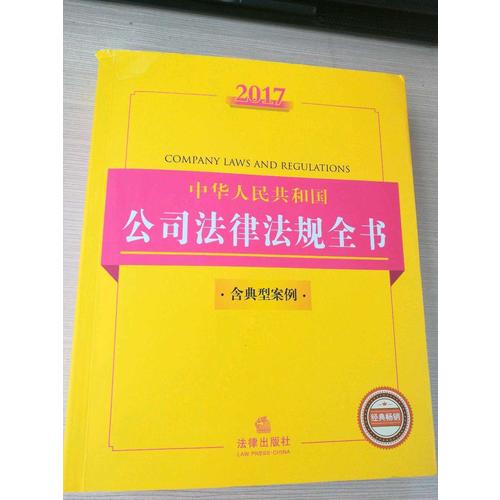 2017
COMPANY LAWS AND REGULATIONS
中华人民共和国
公司法律法规全书
·含典型案例·
经典畅销
法律出版社
LAW PRESS·CHINA